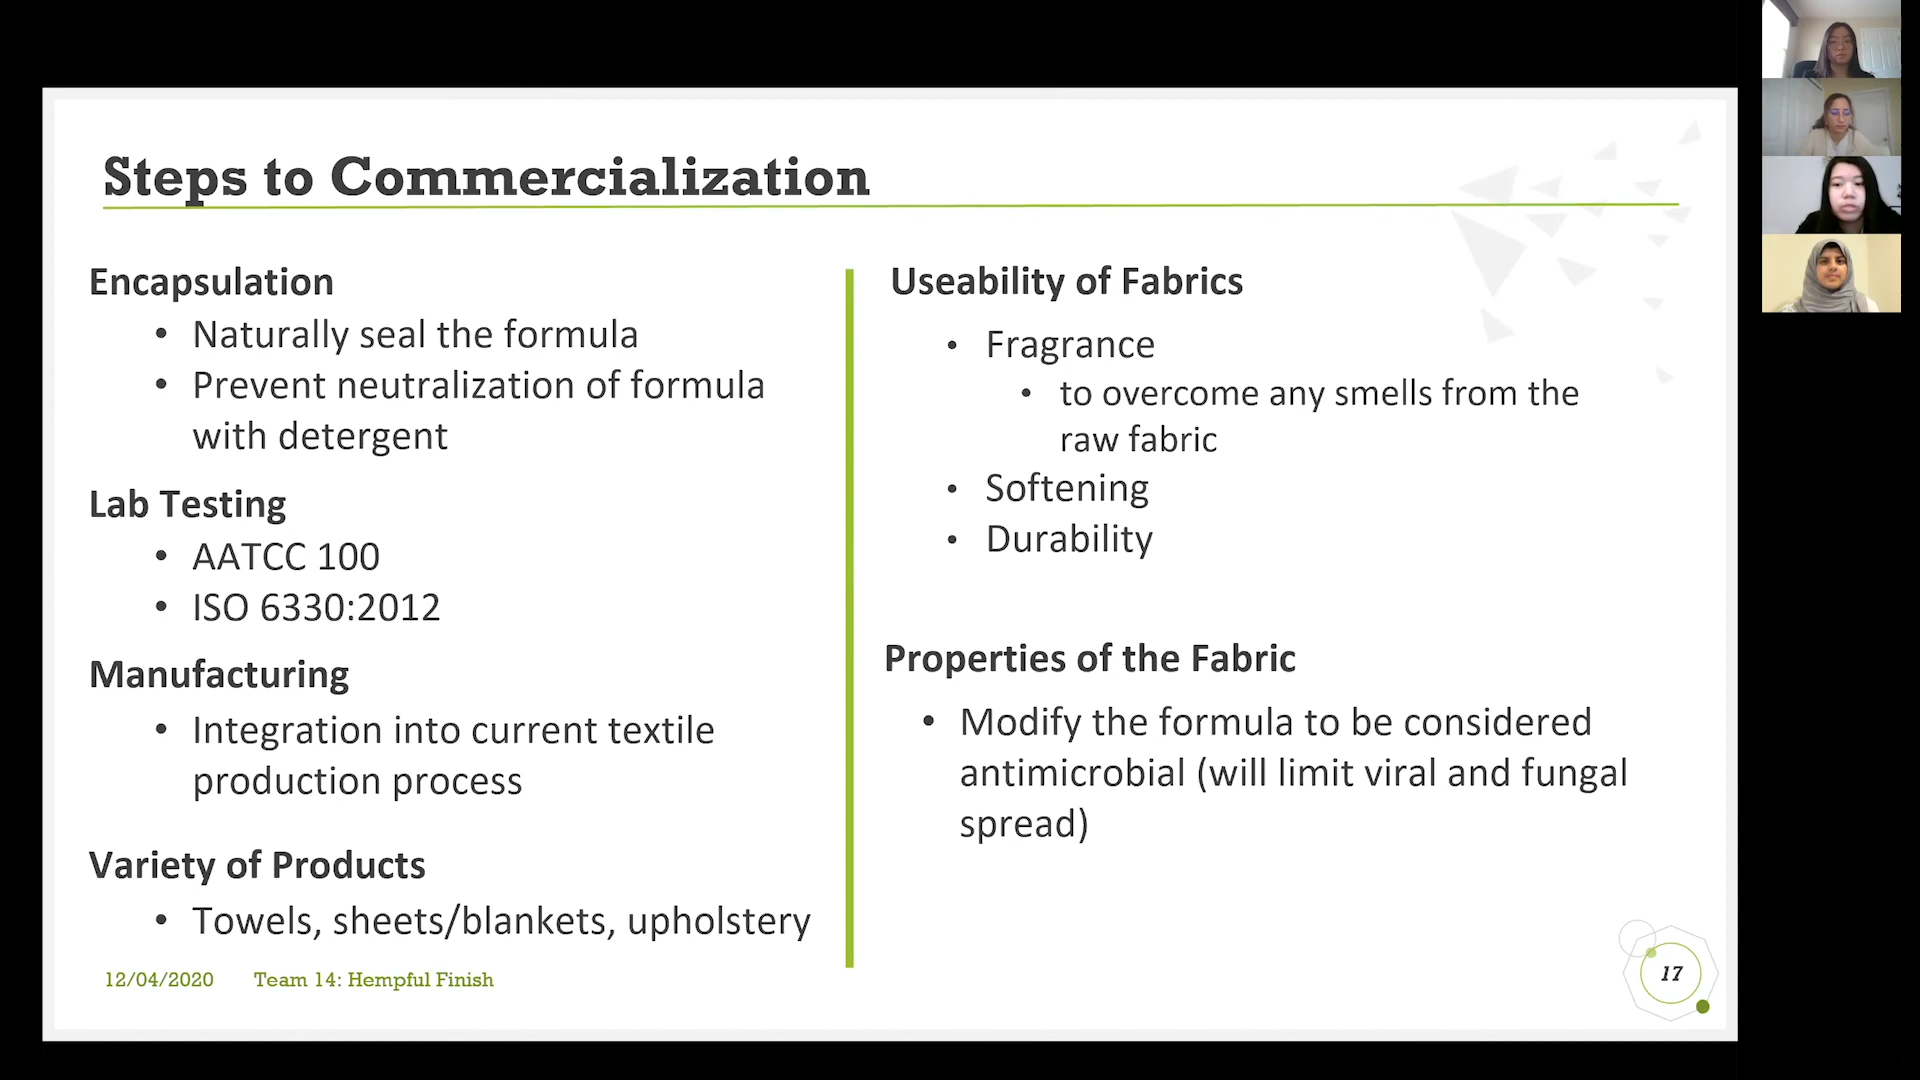 Steps to Commercialization
Encapsulation
• Naturally seal the formula
• Prevent neutralization of formula
with detergent
Lab Testing
• AATCC 100
• ISO 6330:2012
Manufacturing
• Integration into current textile
production process
Variety of Products
• Towels, sheets/blankets, upholstery
Useability of Fabrics
• Fragrance
• to overcome any smells from the
raw fabric
• Softening
• Durability
Properties of the Fabric
• Modify the formula to be considered
antimicrobial (will limit viral and fungal
spread)
12/04/2020 Team 14: Hempful Finish
17